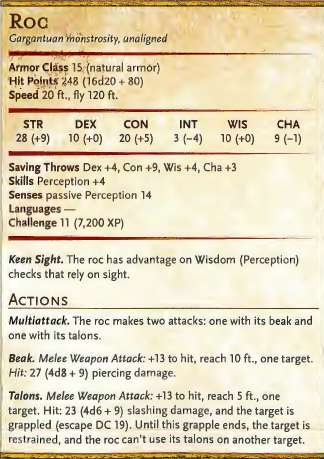 ROC
Gargantuan monstrosity, unaligned
Armor Class 15 (natural armor)
Hit Points 248 (16d20 + 80)
Speed 20 ft., fly 120 ft.
STR DEX CON INT WIS CHA
28 (+9) 10 (+0) 20 (+5) 3 (−4) 10 (+0) 9 (−1)
Saving Throws Dex +4, Con +9, Wis +4, Cha +3
Skills Perception +4
Senses passive Perception 14
Languages —
Challenge 11 (7,200 XP)
Keen Sight. The roc has advantage on Wisdom (Perception)
checks that rely on sight.
ACTIONS
Multiattack. The roc makes two attacks: one with its beak and
one with its talons.
Beak. Melee Weapon Attack: +13 to hit, reach 10 ft., one target.
Hit: 27 (4d8 + 9) piercing damage.
Talons. Melee Weapon Attack: +13 to hit, reach 5 ft., one
target. Hit: 23 (4d6 + 9) slashing damage, and the target is
grappled (escape DC 19). Until this grapple ends, the target is
restrained, and the roc can't use its talons on another target.